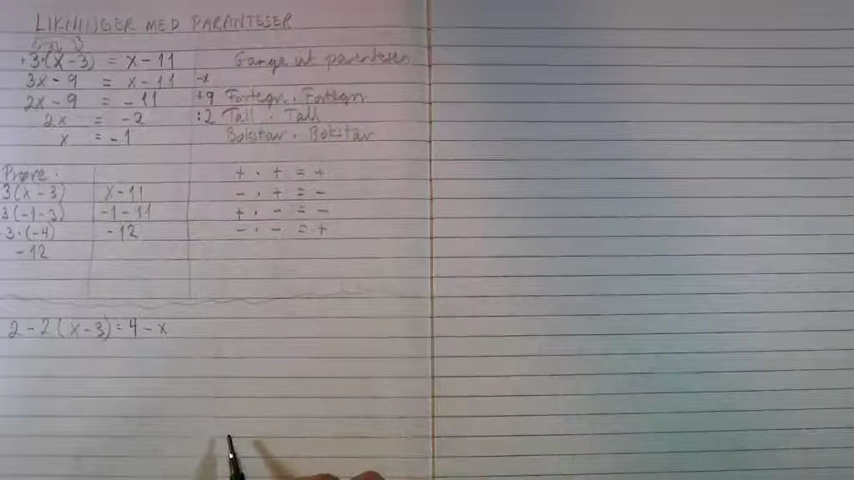 LIKNINGER MED PARANTESER
+3·(x-3) = x-11 Gange ut parentesen
3x-9 = x-11 -x
2x-9 = -11 +9 Fortegn · Fortegn
2x = -2 :2 Tall · Tall
x = -1 Bokstav · Bokstav
Prøve:
+ · + = +
3(x-3) x-11 - · + = -
3(-1-3) -1-11 + · - = -
3·(-4) -12 - · - = +
-12
2-2(x-3)=4-x